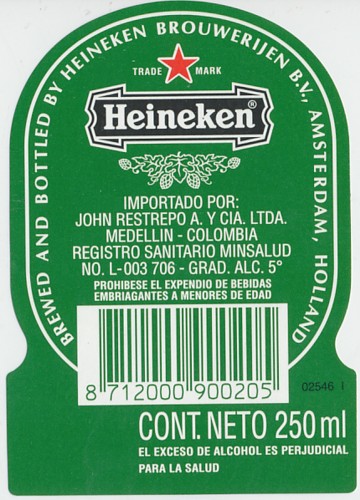 BREWED AND BOTTLED BY HEINEKEN BROUWERIJEN B.V., AMSTERDAM, HOLLAND
TRADE MARK
Heineken®
IMPORTADO POR:
JOHN RESTREPO A. Y CIA. LTDA.
MEDELLIN - COLOMBIA
REGISTRO SANITARIO MINSALUD
NO. L-003 706 - GRAD. ALC. 5°
PROHIBESE EL EXPENDIO DE BEBIDAS
EMBRIAGANTES A MENORES DE EDAD
8 712000 900205
02546 I
CONT. NETO 250 ml
EL EXCESO DE ALCOHOL ES PERJUDICIAL
PARA LA SALUD